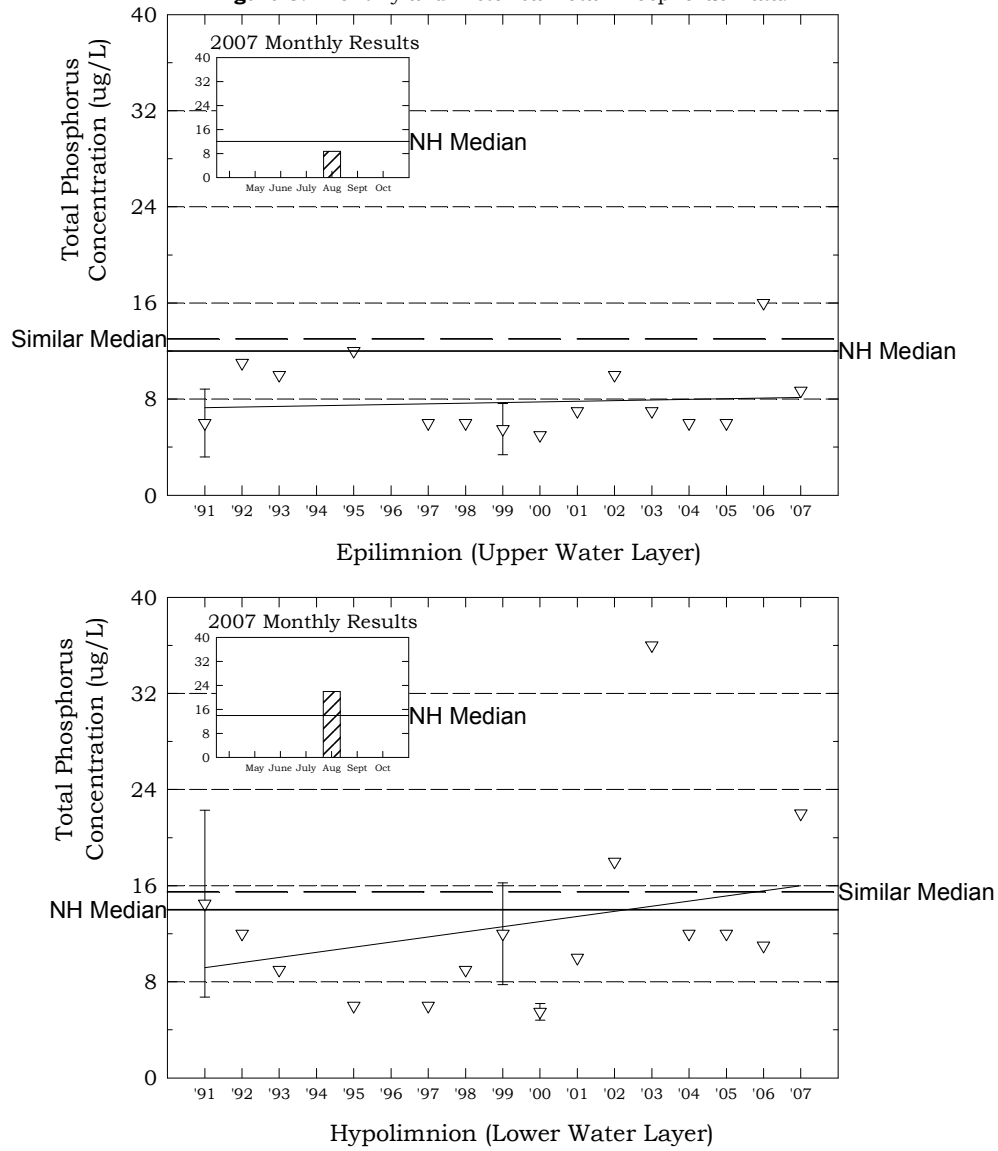 Total Phosphorus
Concentration (ug/L)
40
32
24
16
8
0
2007 Monthly Results
40
32
24
16
8
0
May June July Aug Sept Oct
NH Median
Similar Median
NH Median
'91 '92 '93 '94 '95 '96 '97 '98 '99 '00 '01 '02 '03 '04 '05 '06 '07
Epilimnion (Upper Water Layer)
Total Phosphorus
Concentration (ug/L)
40
32
24
16
8
0
2007 Monthly Results
40
32
24
16
8
0
May June July Aug Sept Oct
NH Median
Similar Median
NH Median
'91 '92 '93 '94 '95 '96 '97 '98 '99 '00 '01 '02 '03 '04 '05 '06 '07
Hypolimnion (Lower Water Layer)